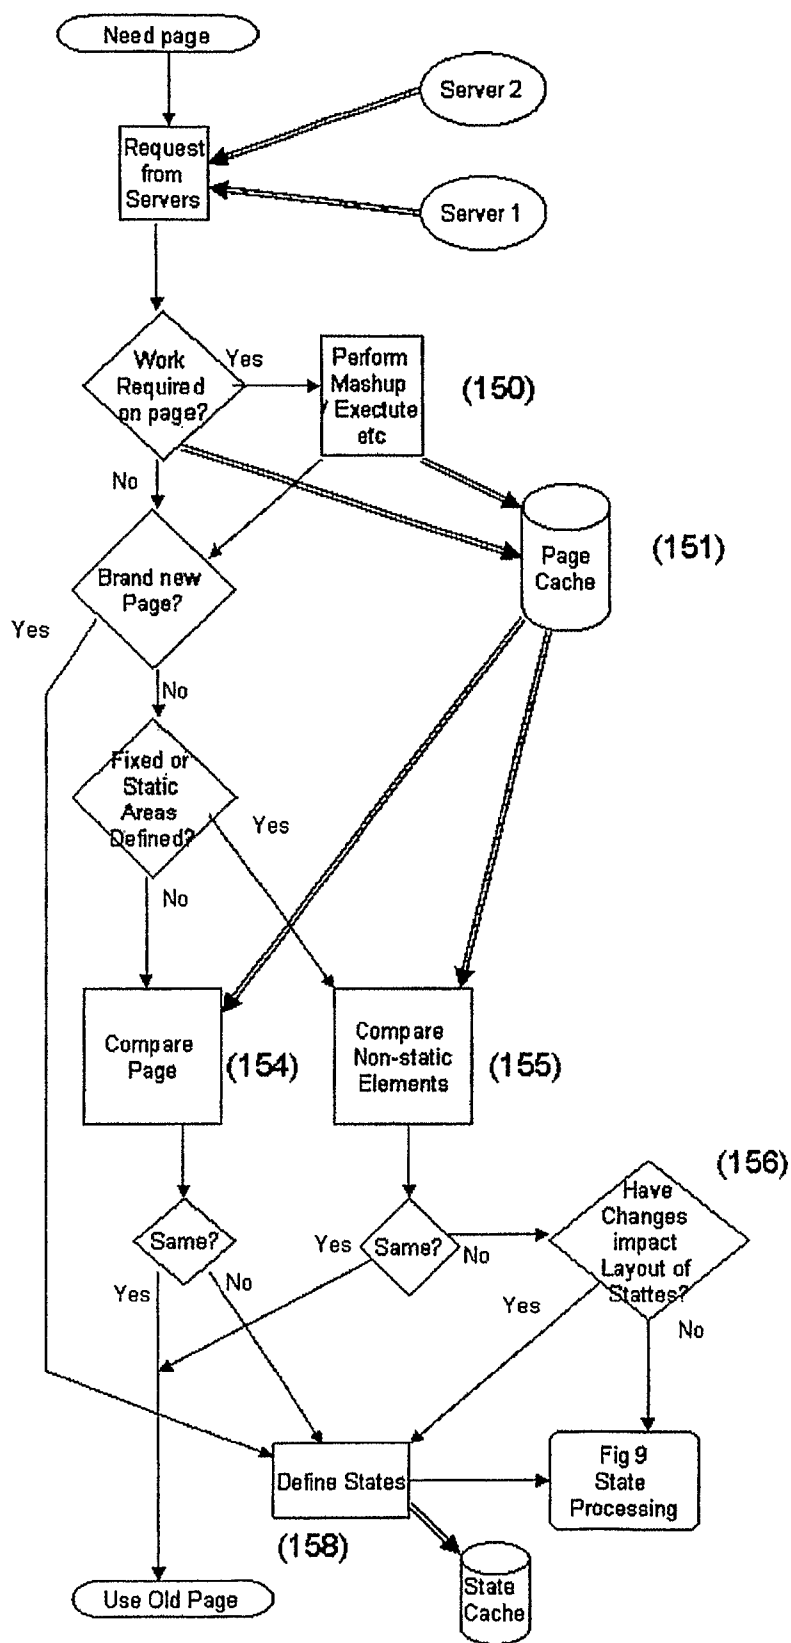 Need page
Server 2
Request
from
Servers
Server 1
Work
Required
on page?
Yes
Perform
Mashup
/ Exectute
etc
(150)
No
Page
Cache
(151)
Brand new
Page?
Yes
No
Fixed or
Static
Areas
Defined?
Yes
No
Compare
Page
(154)
Compare
Non-static
Elements
(155)
(156)
Have
Changes
impact
Layout of
Stattes?
Same?
Yes
No
Same?
Yes
No
Yes
No
Define States
(158)
Fig 9
State
Processing
Use Old Page
State
Cache